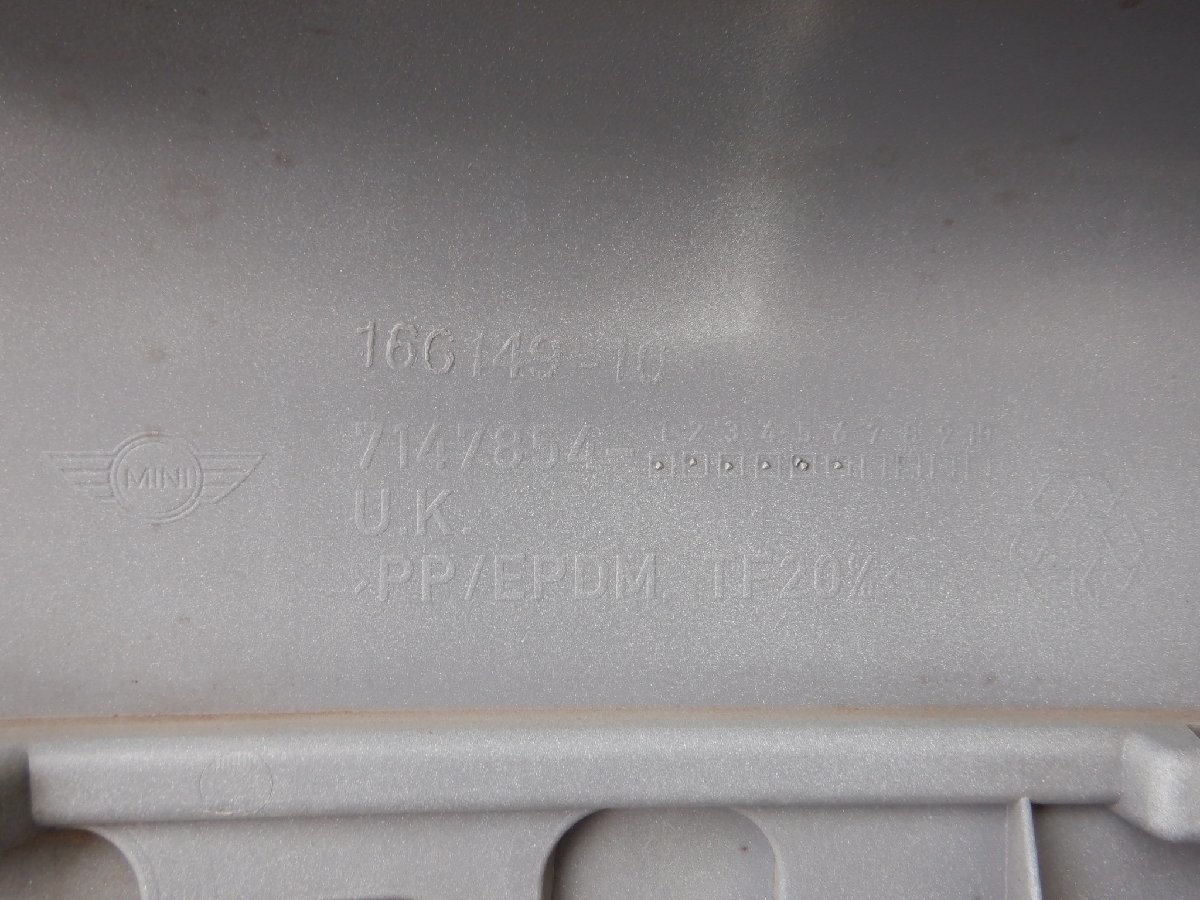 166149-10
7147854- 1 2 3 4 5 6 7 8 9 10
MINI
U.K.
>PP/EPDM. TF20%<